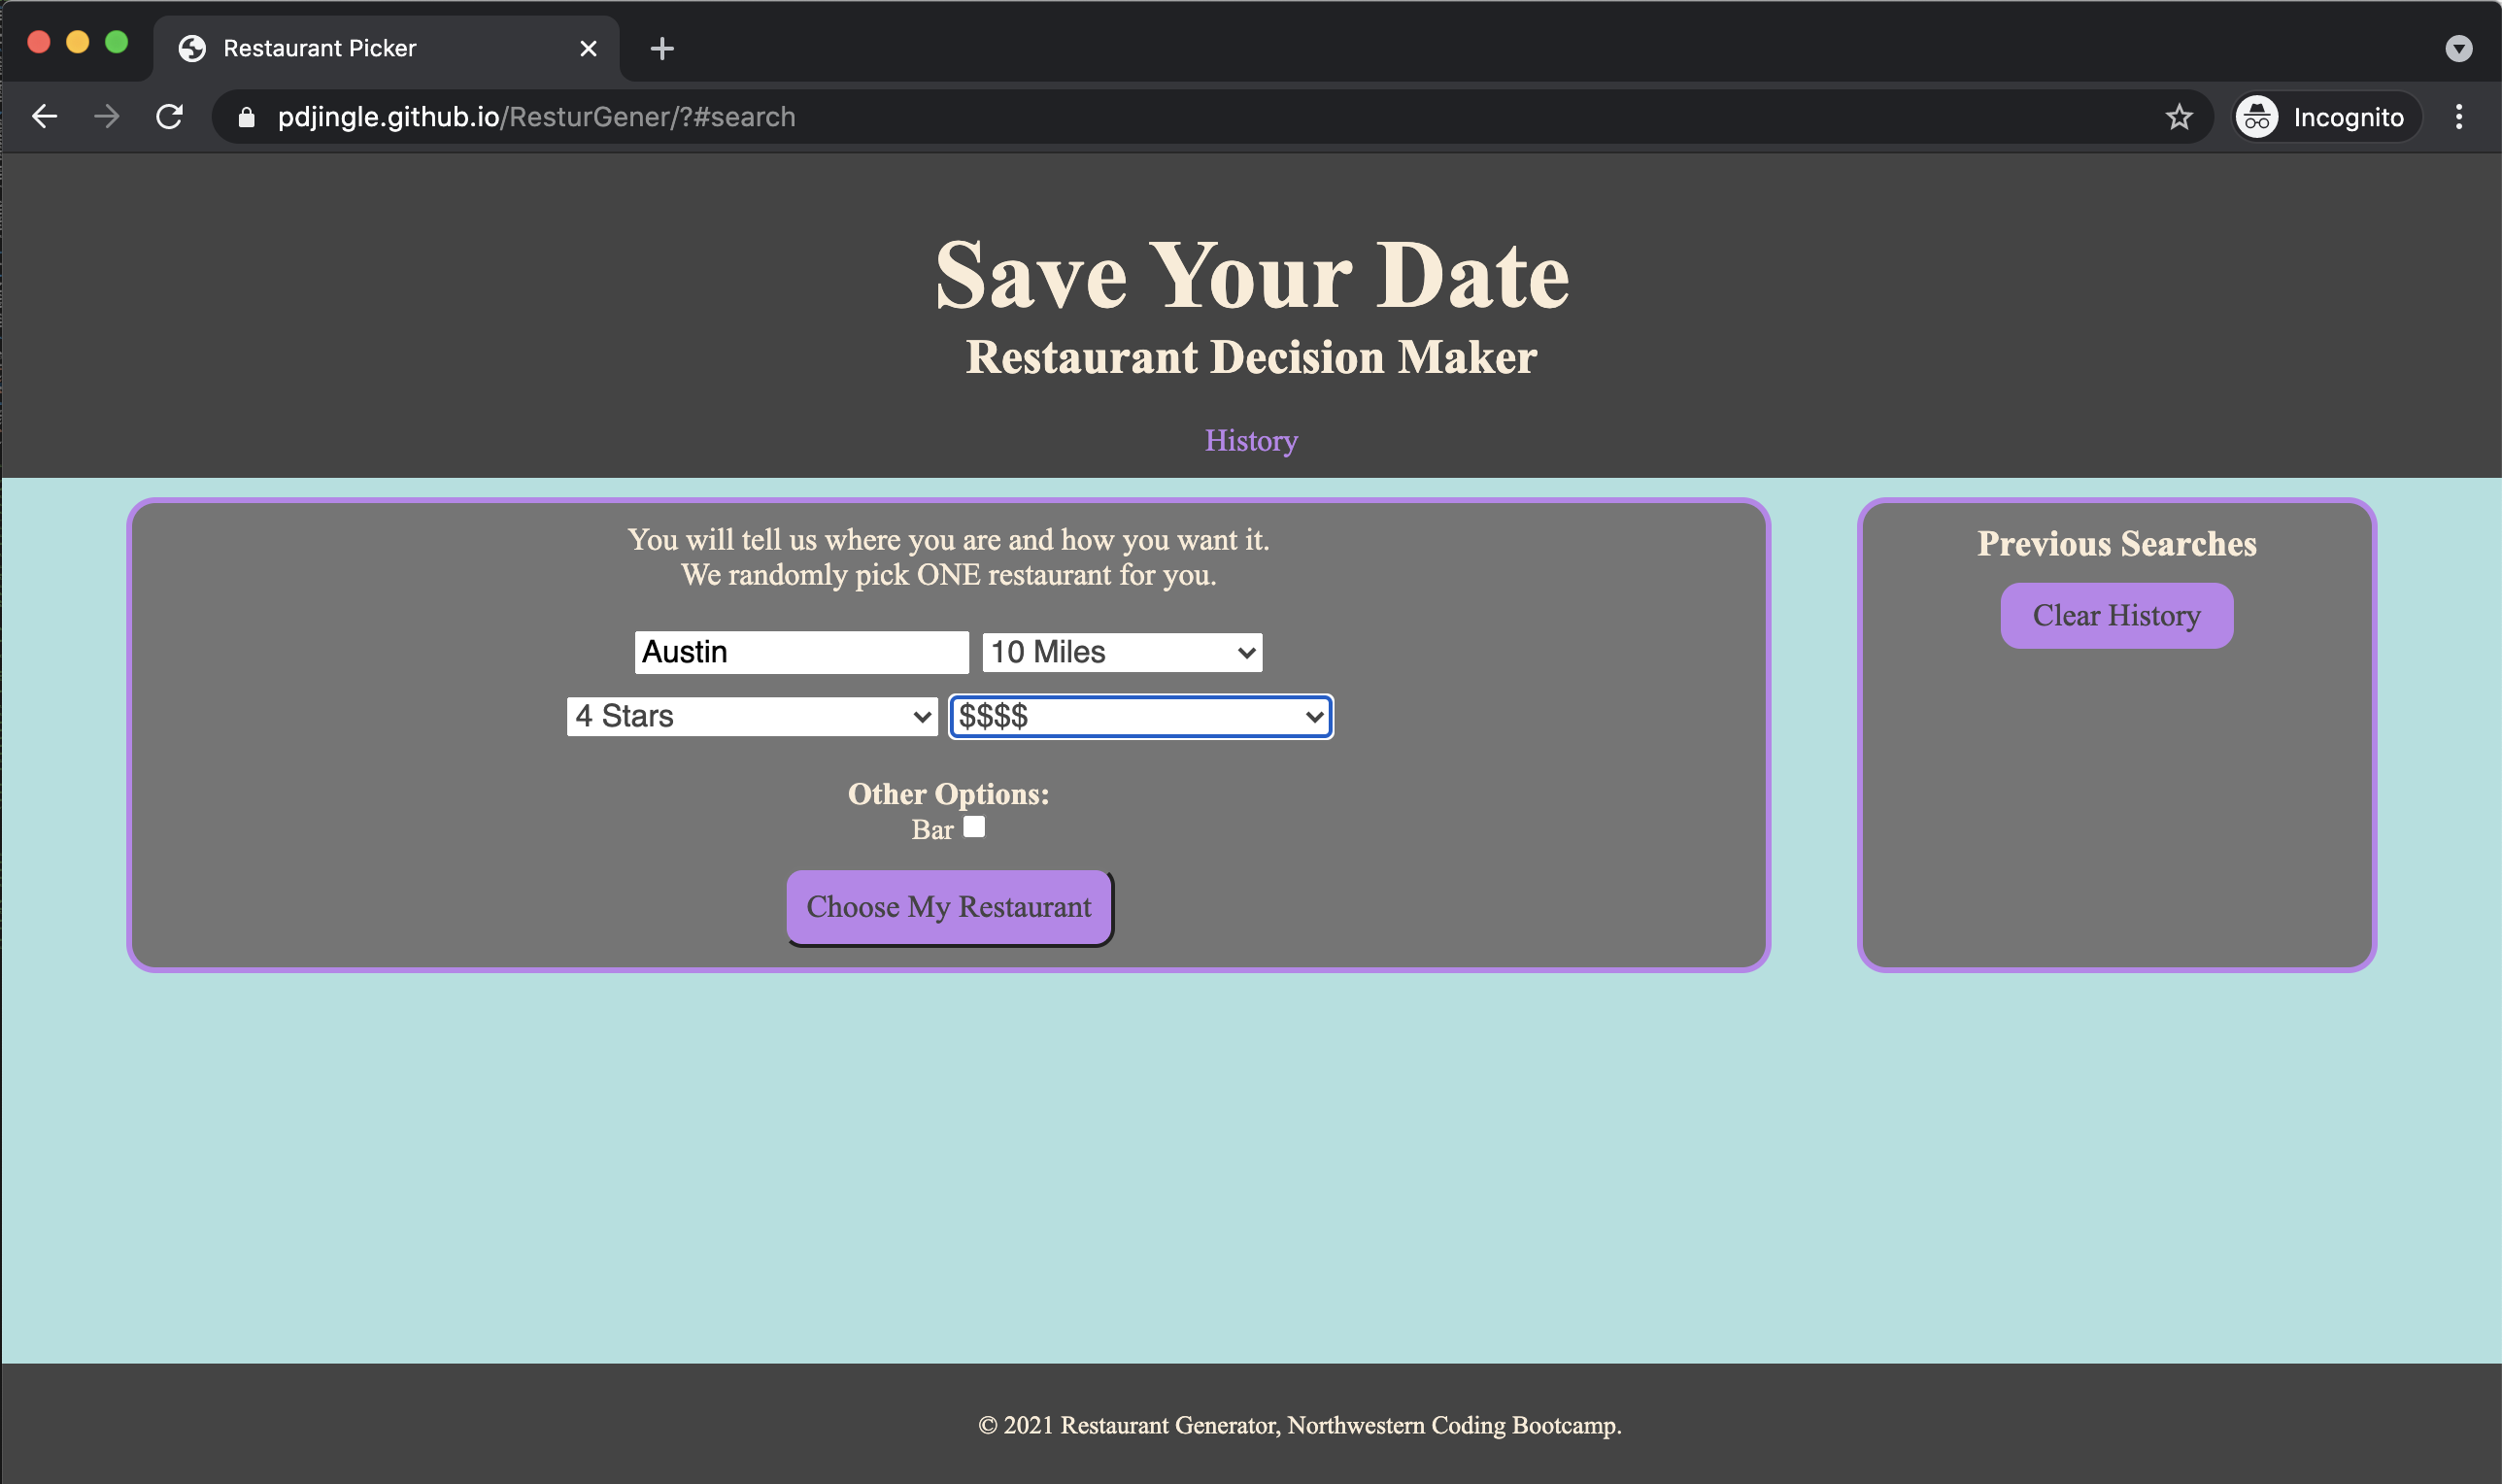 Restaurant Picker
pdjingle.github.io/ResturGener/?#search
Incognito
Save Your Date
Restaurant Decision Maker
History
You will tell us where you are and how you want it.
We randomly pick ONE restaurant for you.
Austin
10 Miles
4 Stars
$$$$
Other Options:
Bar
Choose My Restaurant
Previous Searches
Clear History
© 2021 Restaurant Generator, Northwestern Coding Bootcamp.